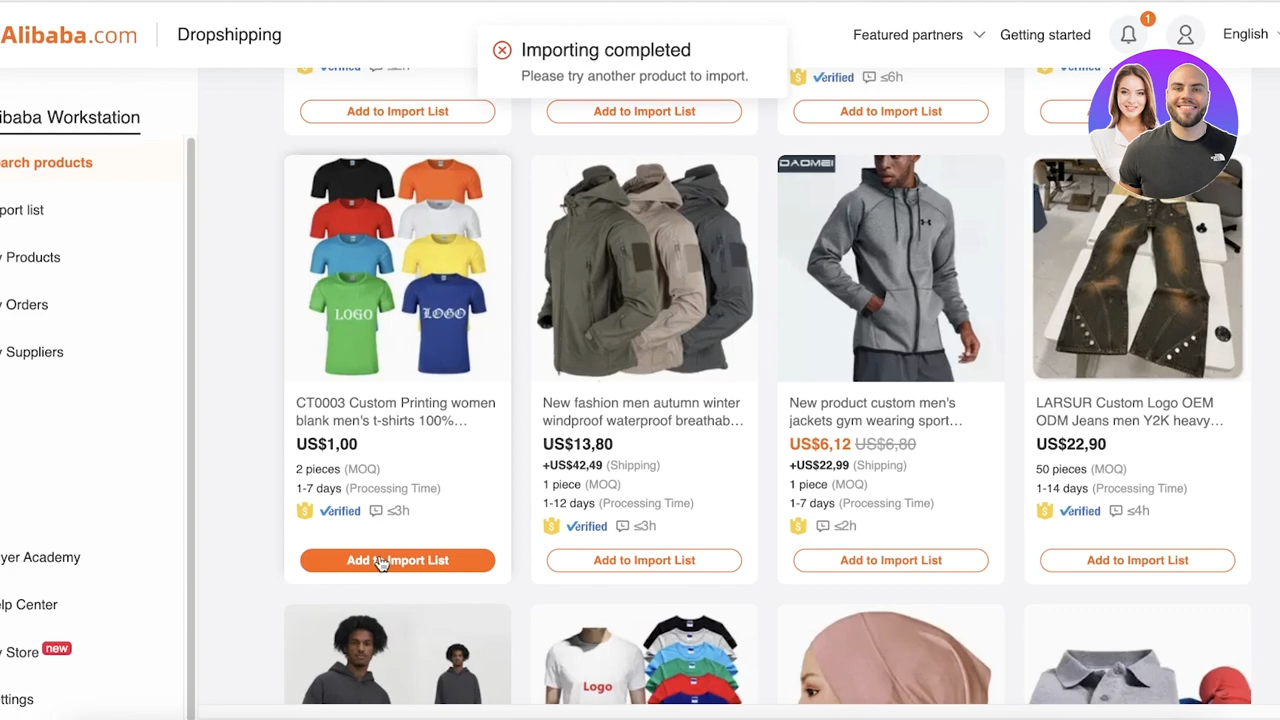 Alibaba.com
Dropshipping
Importing completed
Please try another product to import.
Featured partners
Getting started
1
English
ibaba Workstation
arch products
port list
Products
Orders
Suppliers
yer Academy
elp Center
Store new
ttings
Verified
Verified ≤6h
Add to Import List
Add to Import List
Add to Import List
LOGO
LOGO
CT0003 Custom Printing women
blank men's t-shirts 100%...
US$1,00
2 pieces (MOQ)
1-7 days (Processing Time)
Verified ≤3h
Add to Import List
New fashion men autumn winter
windproof waterproof breathab...
US$13,80
+US$42,49 (Shipping)
1 piece (MOQ)
1-12 days (Processing Time)
Verified ≤3h
Add to Import List
DAOMEI
New product custom men's
jackets gym wearing sport...
US$6,12 US$6,80
+US$22,99 (Shipping)
1 piece (MOQ)
1-7 days (Processing Time)
≤2h
Add to Import List
LARSUR Custom Logo OEM
ODM Jeans men Y2K heavy...
US$22,90
50 pieces (MOQ)
1-14 days (Processing Time)
Verified ≤4h
Add to Import List
Logo